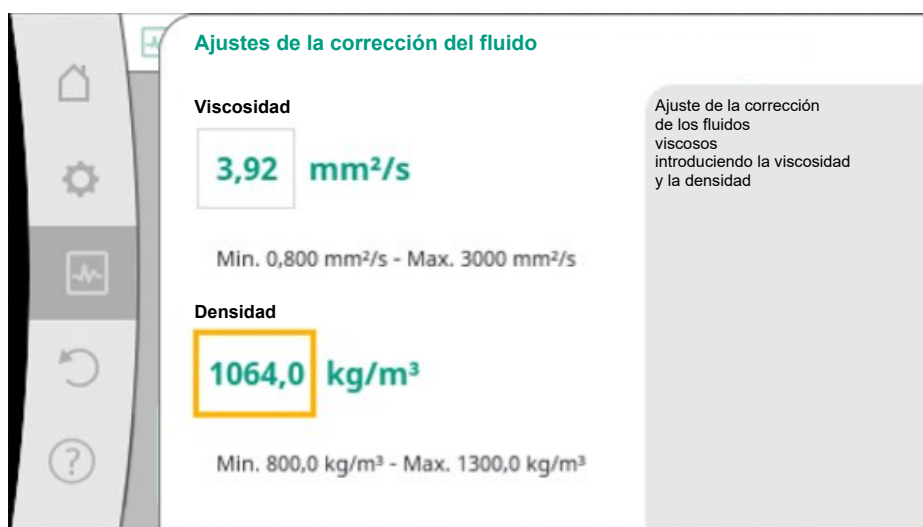 Ajustes de la corrección del fluido
Viscosidad
3,92 mm²/s
Min. 0,800 mm²/s - Max. 3000 mm²/s
Densidad
1064,0 kg/m³
Min. 800,0 kg/m³ - Max. 1300,0 kg/m³
Ajuste de la corrección
de los fluidos
viscosos
introduciendo la viscosidad
y la densidad
?